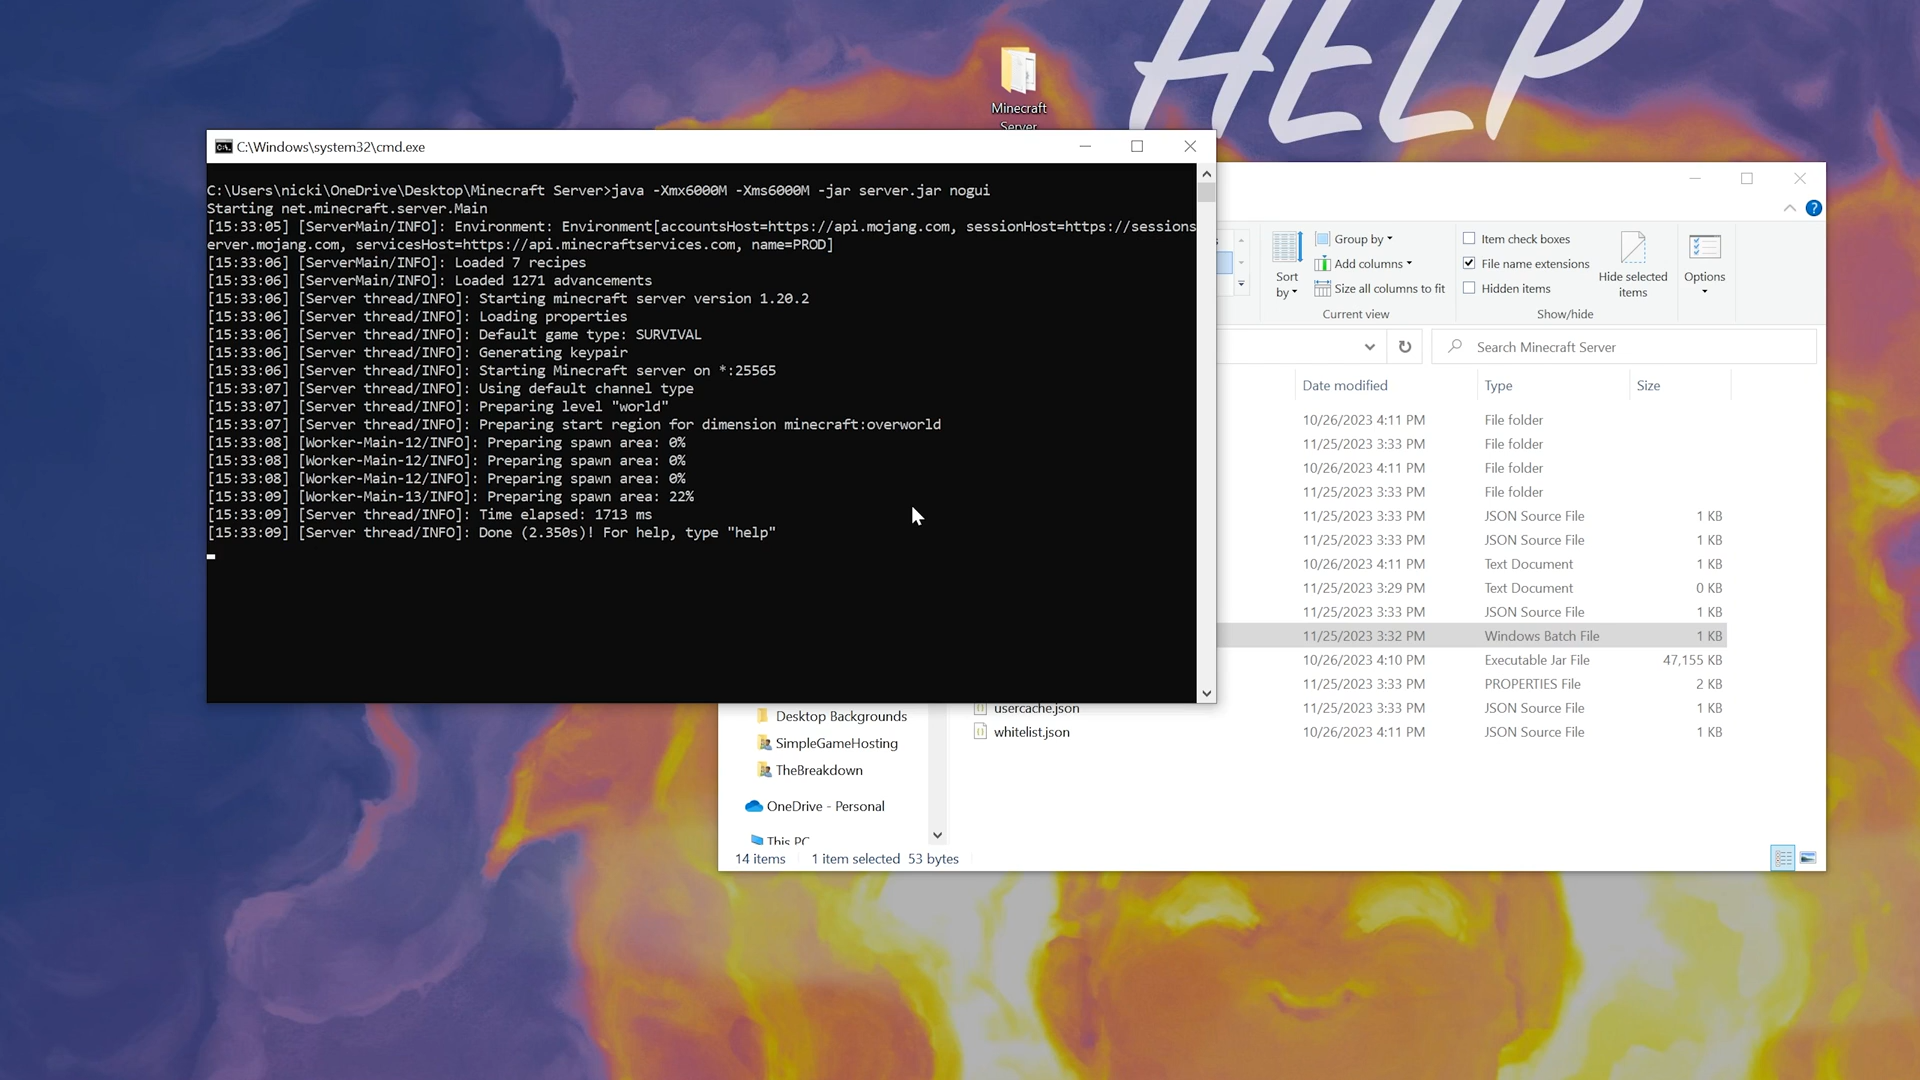 HELP
Minecraft
Server
C:\Windows\system32\cmd.exe
C:\Users\nicki\OneDrive\Desktop\Minecraft Server>java -Xmx6000M -Xms6000M -jar server.jar nogui
Starting net.minecraft.server.Main
[15:33:05] [ServerMain/INFO]: Environment: Environment[accountsHost=https://api.mojang.com, sessionHost=https://sessions
erver.mojang.com, servicesHost=https://api.minecraftservices.com, name=PROD]
[15:33:06] [ServerMain/INFO]: Loaded 7 recipes
[15:33:06] [ServerMain/INFO]: Loaded 1271 advancements
[15:33:06] [Server thread/INFO]: Starting minecraft server version 1.20.2
[15:33:06] [Server thread/INFO]: Loading properties
[15:33:06] [Server thread/INFO]: Default game type: SURVIVAL
[15:33:06] [Server thread/INFO]: Generating keypair
[15:33:06] [Server thread/INFO]: Starting Minecraft server on *:25565
[15:33:07] [Server thread/INFO]: Using default channel type
[15:33:07] [Server thread/INFO]: Preparing level "world"
[15:33:07] [Server thread/INFO]: Preparing start region for dimension minecraft:overworld
[15:33:08] [Worker-Main-12/INFO]: Preparing spawn area: 0%
[15:33:08] [Worker-Main-12/INFO]: Preparing spawn area: 0%
[15:33:08] [Worker-Main-12/INFO]: Preparing spawn area: 0%
[15:33:09] [Worker-Main-13/INFO]: Preparing spawn area: 22%
[15:33:09] [Server thread/INFO]: Time elapsed: 1713 ms
[15:33:09] [Server thread/INFO]: Done (2.350s)! For help, type "help"
Sort
by
Group by
Add columns
Size all columns to fit
Current view
Item check boxes
File name extensions
Hidden items
Hide selected
items
Show/hide
Options
Search Minecraft Server
Date modified Type Size
10/26/2023 4:11 PM File folder
11/25/2023 3:33 PM File folder
10/26/2023 4:11 PM File folder
11/25/2023 3:33 PM File folder
11/25/2023 3:33 PM JSON Source File 1 KB
11/25/2023 3:33 PM JSON Source File 1 KB
10/26/2023 4:11 PM Text Document 1 KB
11/25/2023 3:29 PM Text Document 0 KB
11/25/2023 3:33 PM JSON Source File 1 KB
11/25/2023 3:32 PM Windows Batch File 1 KB
10/26/2023 4:10 PM Executable Jar File 47,155 KB
11/25/2023 3:33 PM PROPERTIES File 2 KB
usercache.json 11/25/2023 3:33 PM JSON Source File 1 KB
whitelist.json 10/26/2023 4:11 PM JSON Source File 1 KB
Desktop Backgrounds
SimpleGameHosting
TheBreakdown
OneDrive - Personal
This PC
14 items 1 item selected 53 bytes